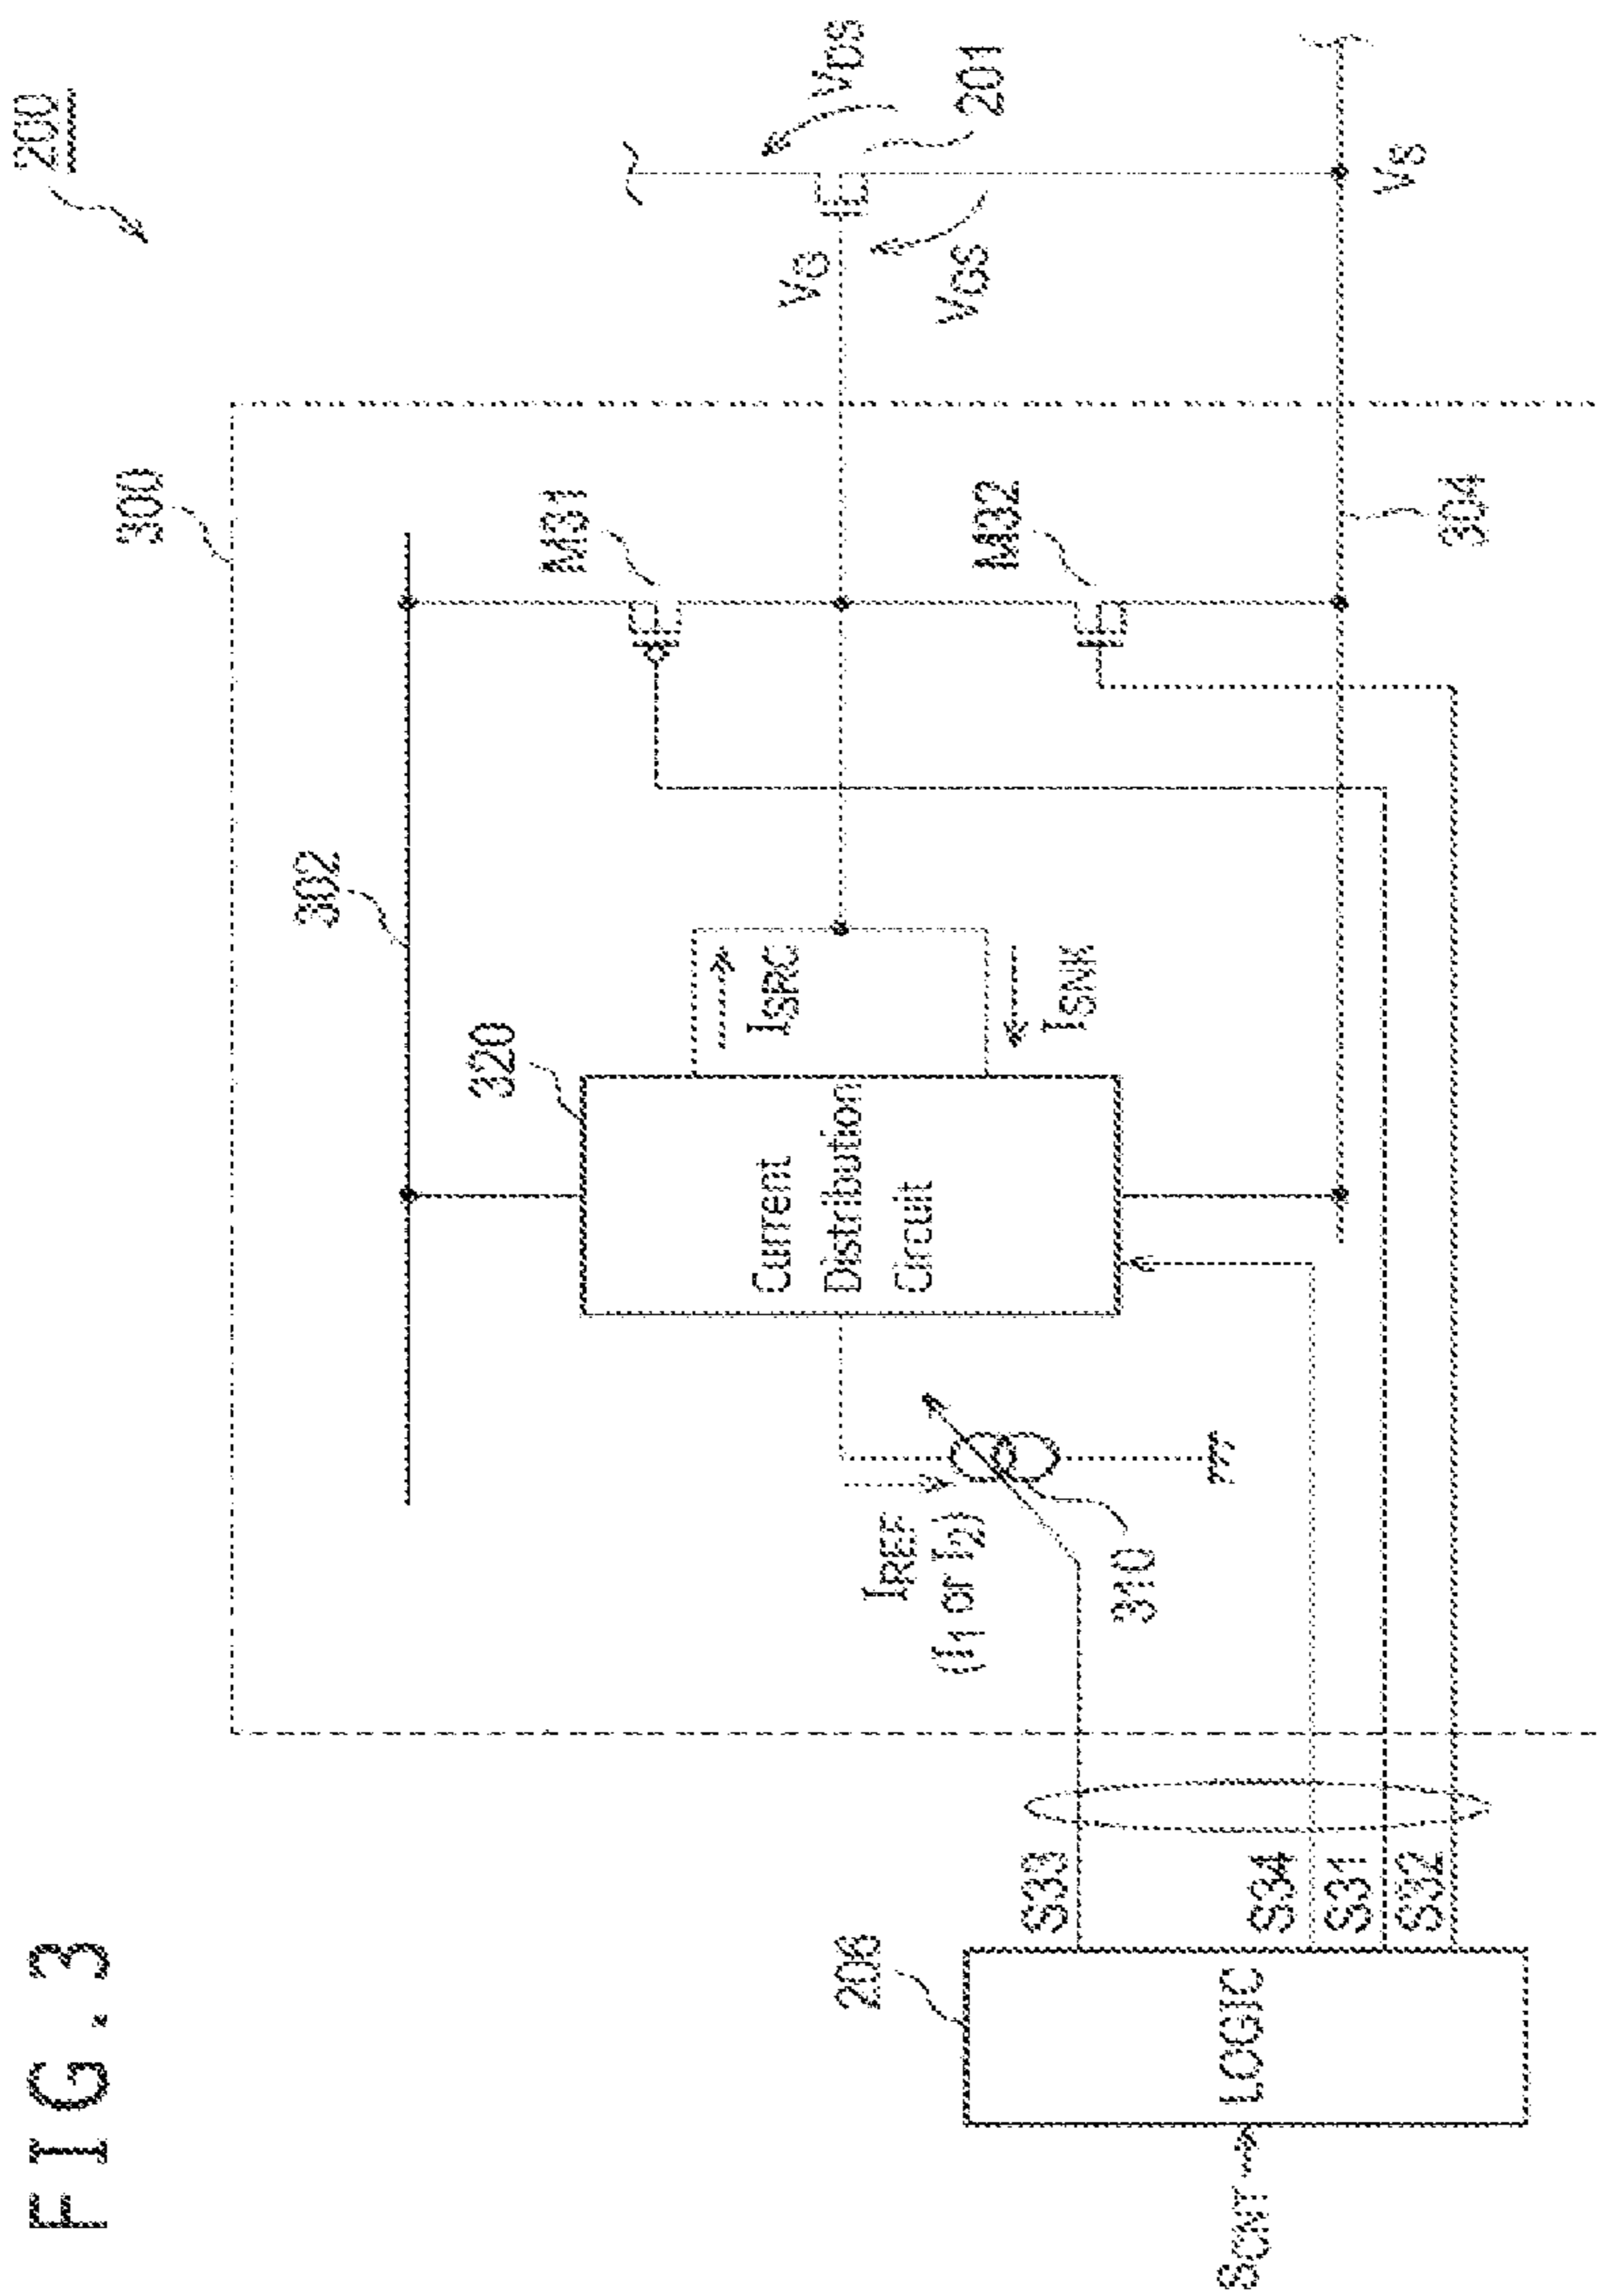 FIG. 3
200
300
302
320
Current
Distribution
Circuit
ISRC
ISNK
M31
M32
VG
VDS
201
VGS
VS
304
IREF
(I1 or I2)
310
206
LOGIC
SCNT
S33
S34
S31
S32